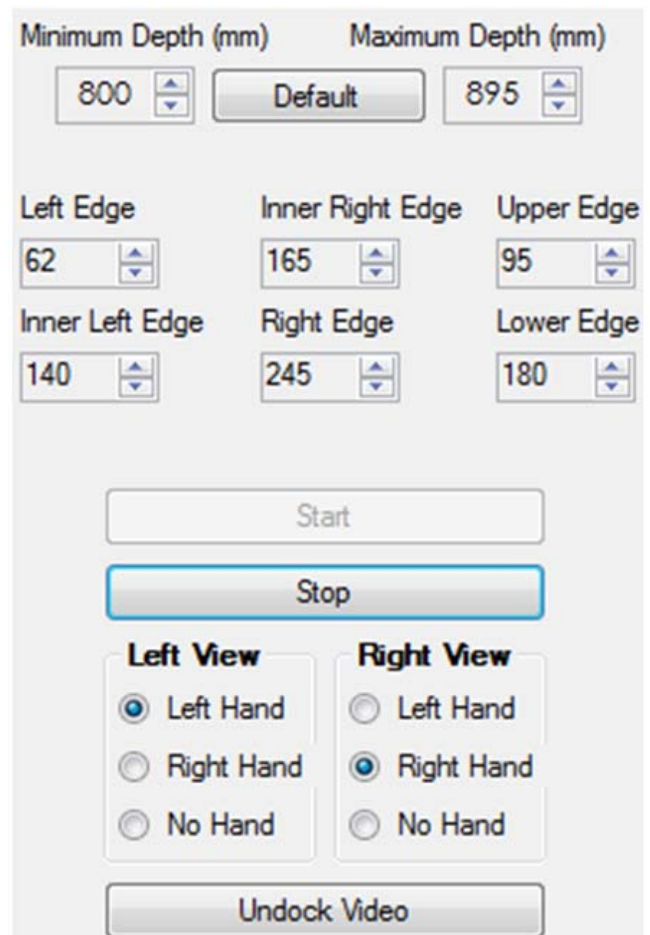 Minimum Depth (mm) Maximum Depth (mm)
800 Default 895
Left Edge Inner Right Edge Upper Edge
62 165 95
Inner Left Edge Right Edge Lower Edge
140 245 180
Start
Stop
Left View Right View
Left Hand Left Hand
Right Hand Right Hand
No Hand No Hand
Undock Video